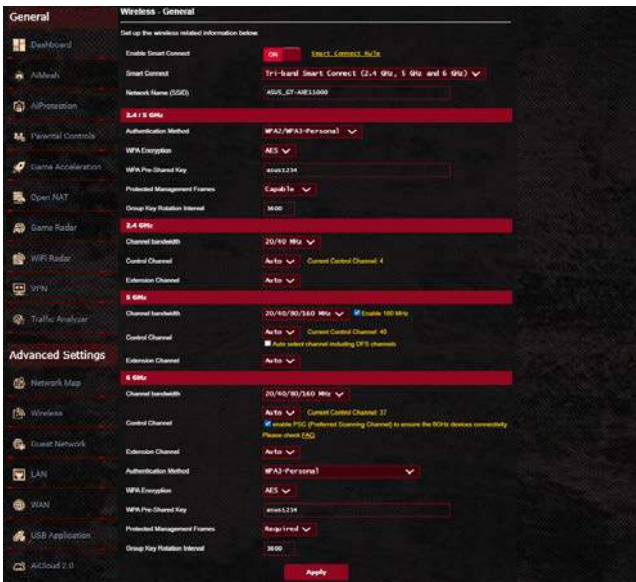 General
Dashboard
AiMesh
AiProtection
Parental Controls
Game Acceleration
Open NAT
Game Radar
WiFi Radar
VPN
Traffic Analyzer
Advanced Settings
Network Map
Wireless
Guest Network
LAN
WAN
USB Application
AiCloud 2.0
Wireless - General
Set up the wireless related information below.
Enable Smart Connect ON Smart Connect Rule
Smart Connect Tri-band Smart Connect (2.4 GHz, 5 GHz and 6 GHz)
Network Name (SSID) ASUS_GT-AXE11000
2.4 / 5 GHz
Authentication Method WPA2/WPA3-Personal
WPA Encryption AES
WPA Pre-Shared Key asus1234
Protected Management Frames Capable
Group Key Rotation Interval 3600
2.4 GHz
Channel bandwidth 20/40 MHz
Control Channel Auto Current Control Channel: 4
Extension Channel Auto
5 GHz
Channel bandwidth 20/40/80/160 MHz Enable 160 MHz
Control Channel Auto Current Control Channel: 40
Auto select channel including DFS channels
Extension Channel Auto
6 GHz
Channel bandwidth 20/40/80/160 MHz
Control Channel Auto Current Control Channel: 37
enable PSC (Preferred Scanning Channel) to ensure the 6GHz devices connectivity.
Please check FAQ
Extension Channel Auto
Authentication Method WPA3-Personal
WPA Encryption AES
WPA Pre-Shared Key asus1234
Protected Management Frames Required
Group Key Rotation Interval 3600
Apply